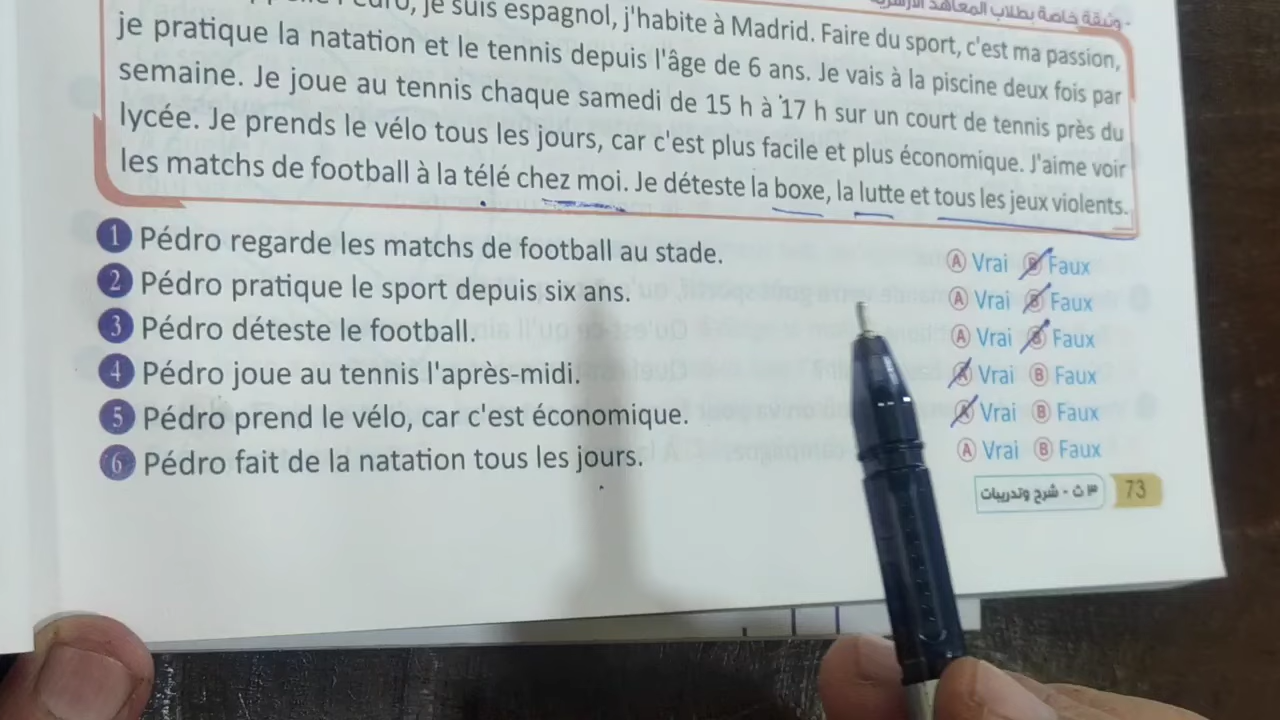 - وثيقة خاصة بطلاب المعاهد الأزهرية
je suis espagnol, j'habite à Madrid. Faire du sport, c'est ma passion,
je pratique la natation et le tennis depuis l'âge de 6 ans. Je vais à la piscine deux fois par
semaine. Je joue au tennis chaque samedi de 15 h à 17 h sur un court de tennis près du
lycée. Je prends le vélo tous les jours, car c'est plus facile et plus économique. J'aime voir
les matchs de football à la télé chez moi. Je déteste la boxe, la lutte et tous les jeux violents.
1 Pédro regarde les matchs de football au stade. A Vrai B Faux
2 Pédro pratique le sport depuis six ans. A Vrai B Faux
3 Pédro déteste le football. A Vrai B Faux
4 Pédro joue au tennis l'après-midi. A Vrai B Faux
5 Pédro prend le vélo, car c'est économique. A Vrai B Faux
6 Pédro fait de la natation tous les jours. A Vrai B Faux
٣ ث - شرح وتدريبات 73